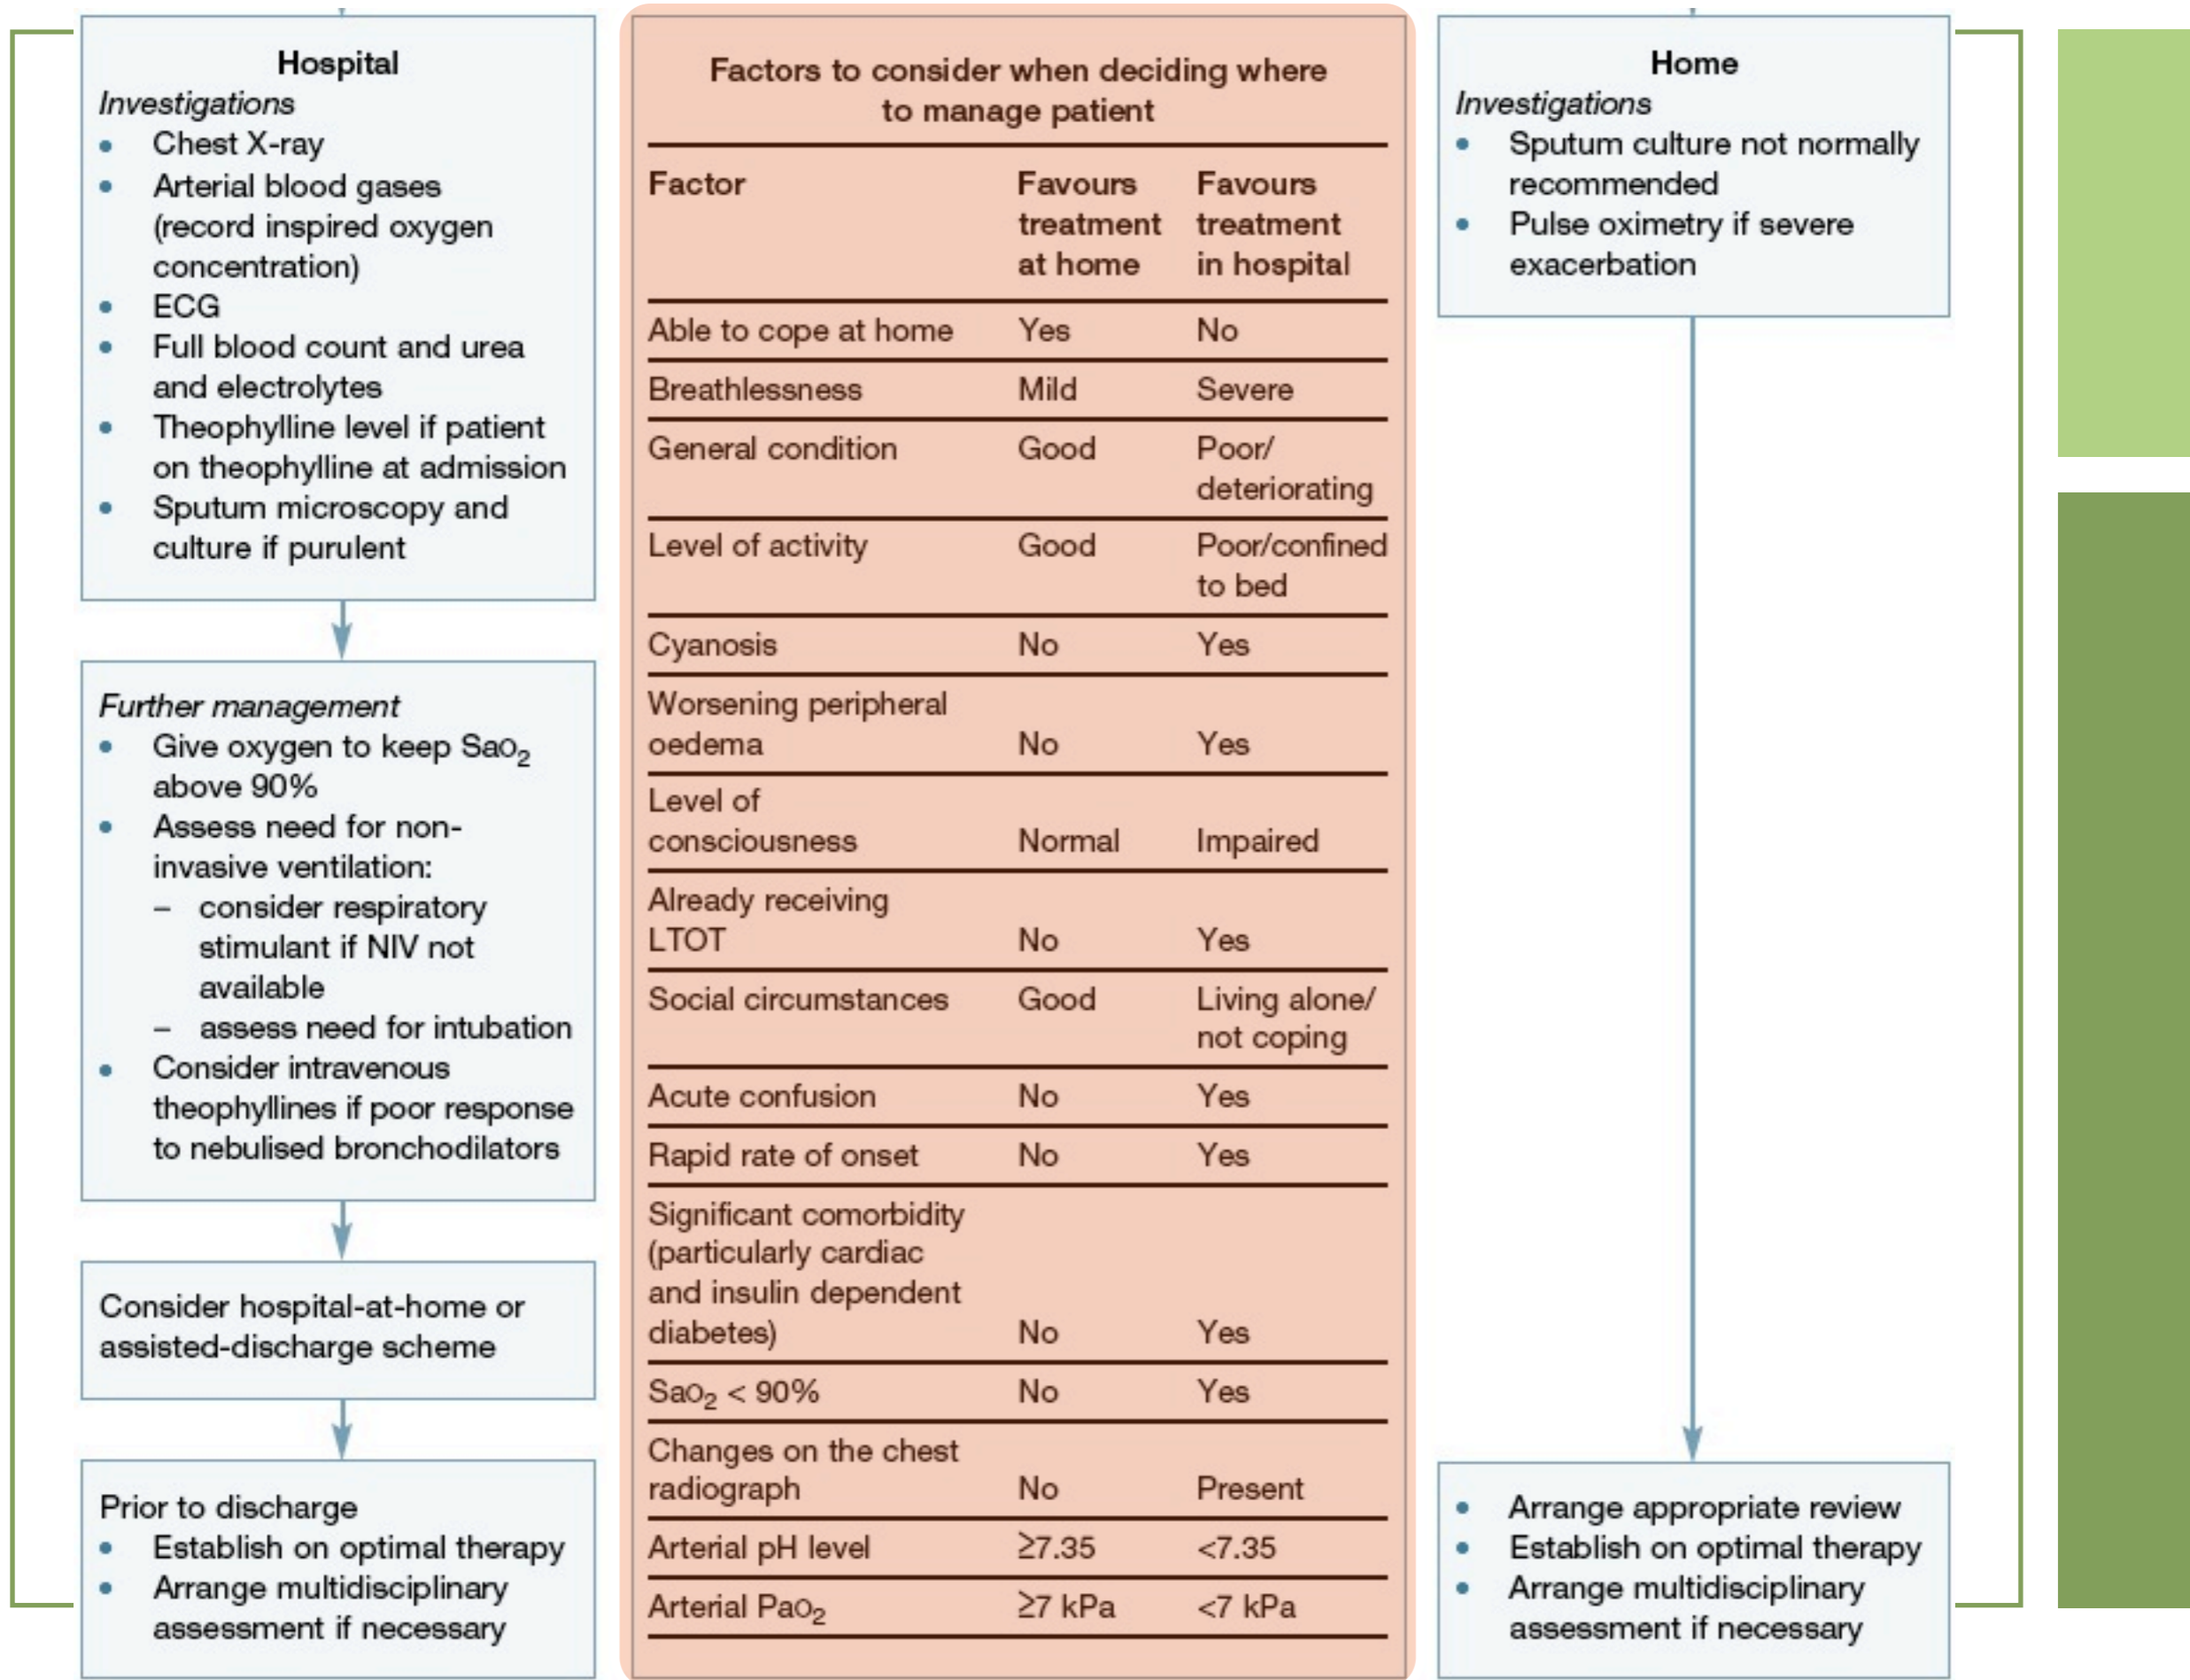 Hospital
Investigations
• Chest X-ray
• Arterial blood gases
(record inspired oxygen
concentration)
• ECG
• Full blood count and urea
and electrolytes
• Theophylline level if patient
on theophylline at admission
• Sputum microscopy and
culture if purulent
Further management
• Give oxygen to keep SaO₂
above 90%
• Assess need for non-
invasive ventilation:
– consider respiratory
stimulant if NIV not
available
– assess need for intubation
• Consider intravenous
theophyllines if poor response
to nebulised bronchodilators
Consider hospital-at-home or
assisted-discharge scheme
Prior to discharge
• Establish on optimal therapy
• Arrange multidisciplinary
assessment if necessary
Factors to consider when deciding where
to manage patient
Factor Favours Favours
treatment treatment
at home in hospital
Able to cope at home Yes No
Breathlessness Mild Severe
General condition Good Poor/
deteriorating
Level of activity Good Poor/confined
to bed
Cyanosis No Yes
Worsening peripheral
oedema No Yes
Level of
consciousness Normal Impaired
Already receiving
LTOT No Yes
Social circumstances Good Living alone/
not coping
Acute confusion No Yes
Rapid rate of onset No Yes
Significant comorbidity
(particularly cardiac
and insulin dependent
diabetes) No Yes
SaO₂ < 90% No Yes
Changes on the chest
radiograph No Present
Arterial pH level ≥7.35 <7.35
Arterial PaO₂ ≥7 kPa <7 kPa
Home
Investigations
• Sputum culture not normally
recommended
• Pulse oximetry if severe
exacerbation
• Arrange appropriate review
• Establish on optimal therapy
• Arrange multidisciplinary
assessment if necessary